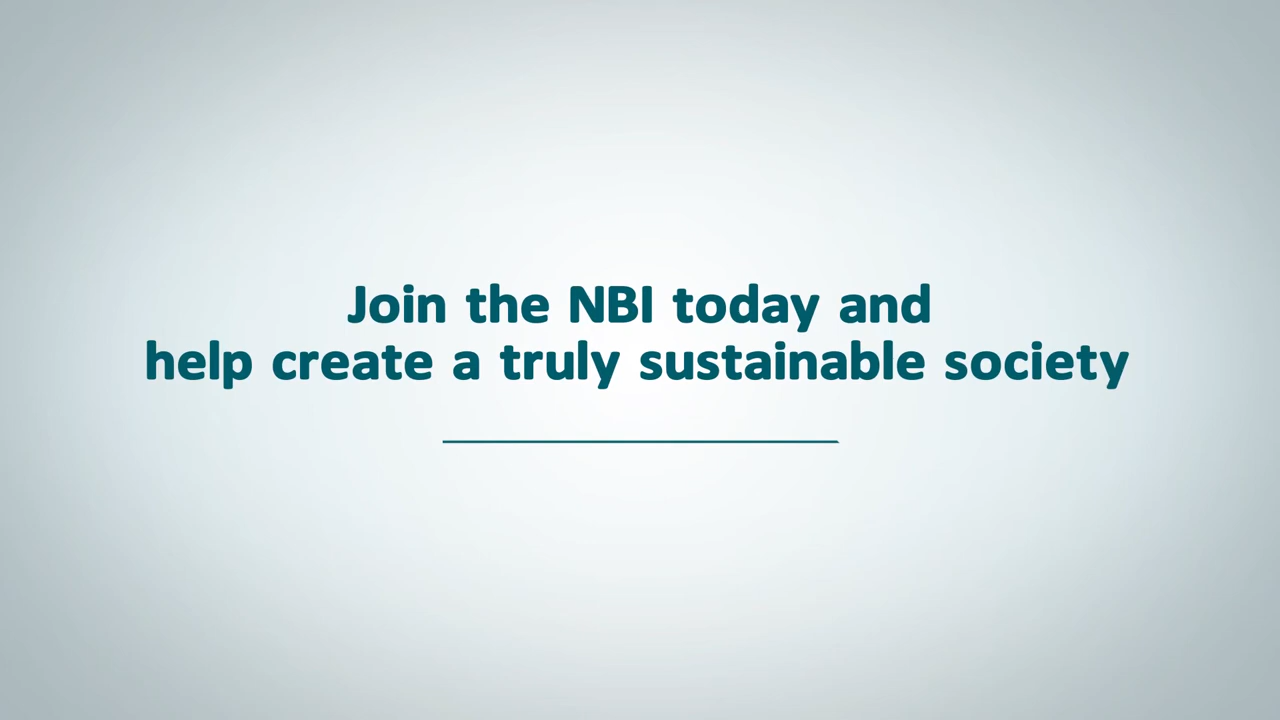 Join the NBI today and
help create a truly sustainable society